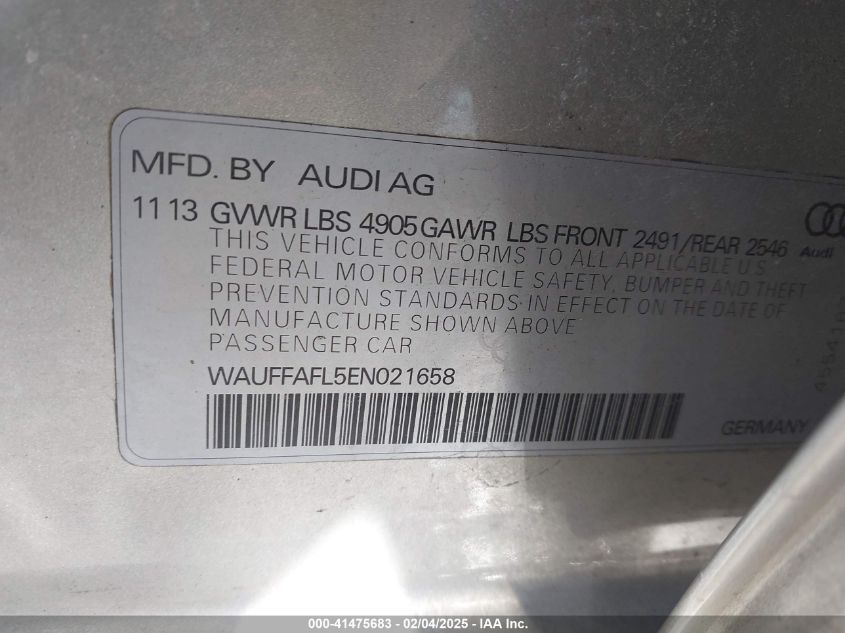 MFD. BY AUDI AG
11 13 GVWR LBS 4905 GAWR LBS FRONT 2491/REAR 2546
Audi
THIS VEHICLE CONFORMS TO ALL APPLICABLE U.S.
FEDERAL MOTOR VEHICLE SAFETY, BUMPER AND THEFT
PREVENTION STANDARDS IN EFFECT ON THE DATE OF
MANUFACTURE SHOWN ABOVE
PASSENGER CAR
WAUFFAFL5EN021658
GERMANY
000-41475683 - 02/04/2025 - IAA Inc.